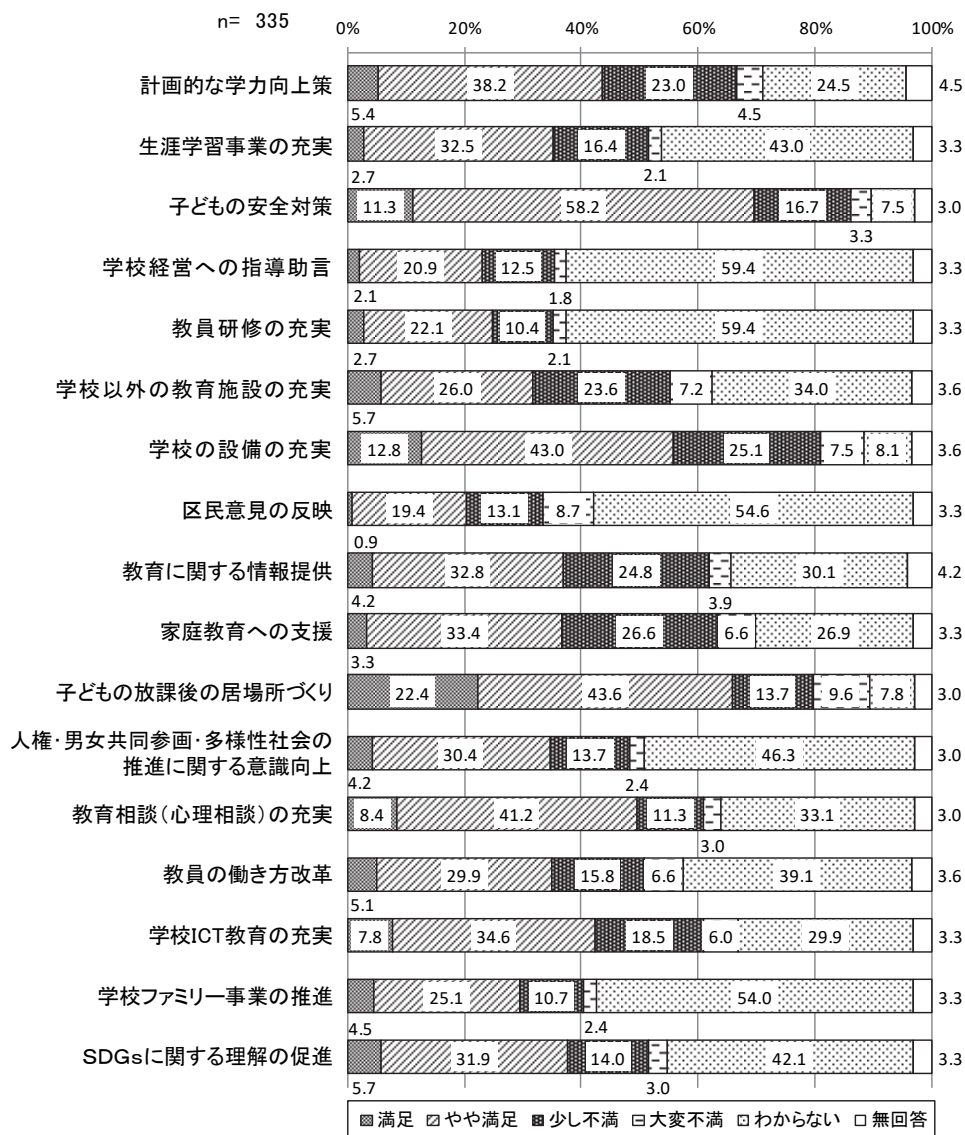 n= 335
0% 20% 40% 60% 80% 100%
計画的な学力向上策 38.2 23.0 24.5 4.5
5.4 4.5
生涯学習事業の充実 32.5 16.4 43.0 3.3
2.7 2.1
子どもの安全対策 11.3 58.2 16.7 7.5 3.0
3.3
学校経営への指導助言 20.9 12.5 59.4 3.3
2.1 1.8
教員研修の充実 22.1 10.4 59.4 3.3
2.7 2.1
学校以外の教育施設の充実 26.0 23.6 7.2 34.0 3.6
5.7
学校の設備の充実 12.8 43.0 25.1 7.5 8.1 3.6
区民意見の反映 19.4 13.1 8.7 54.6 3.3
0.9
教育に関する情報提供 32.8 24.8 30.1 4.2
4.2 3.9
家庭教育への支援 33.4 26.6 6.6 26.9 3.3
3.3
子どもの放課後の居場所づくり 22.4 43.6 13.7 9.6 7.8 3.0
人権・男女共同参画・多様性社会の
推進に関する意識向上 30.4 13.7 46.3 3.0
4.2 2.4
教育相談(心理相談)の充実 8.4 41.2 11.3 33.1 3.0
3.0
教員の働き方改革 29.9 15.8 6.6 39.1 3.6
5.1
学校ICT教育の充実 7.8 34.6 18.5 6.0 29.9 3.3
学校ファミリー事業の推進 25.1 10.7 54.0 3.3
4.5 2.4
SDGsに関する理解の促進 31.9 14.0 42.1 3.3
5.7 3.0
満足 やや満足 少し不満 大変不満 わからない 無回答